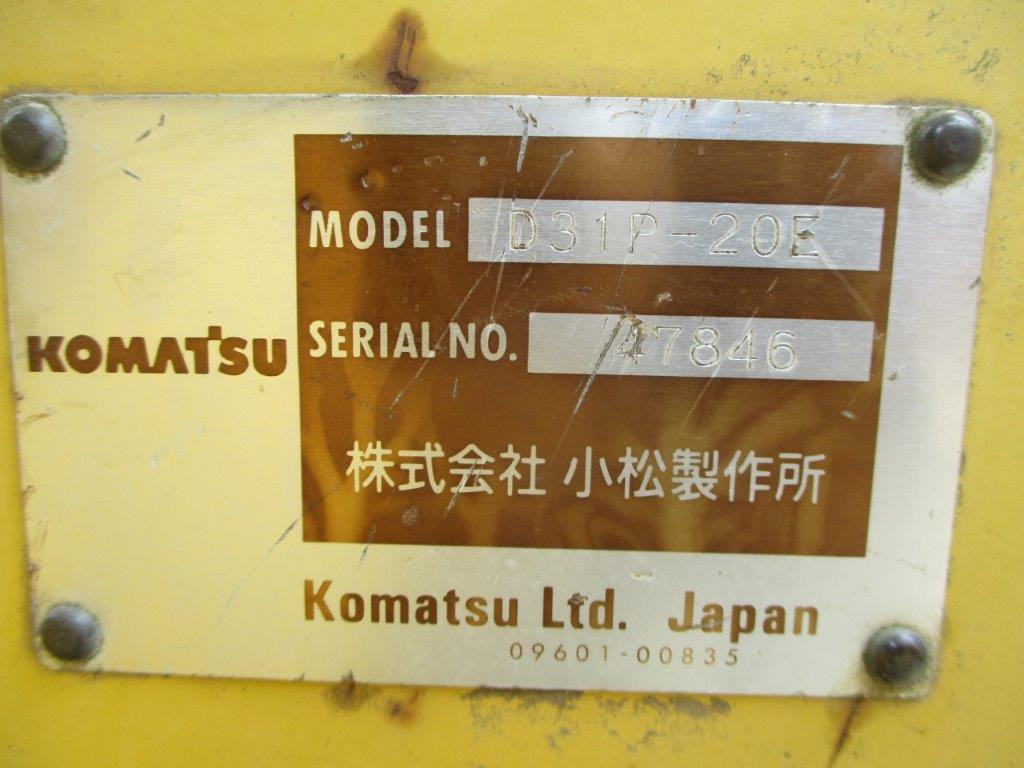 KOMATSU
MODEL D31P-20E
SERIAL NO. 47846
株式会社 小松製作所
Komatsu Ltd. Japan
09601-00835